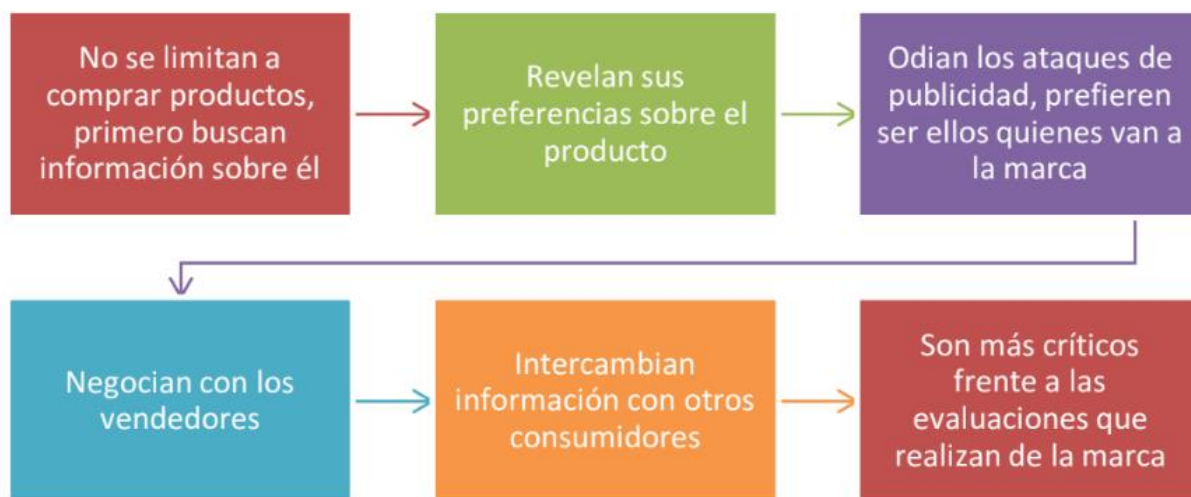 No se limitan a
comprar productos,
primero buscan
información sobre él
Revelan sus
preferencias sobre el
producto
Odian los ataques de
publicidad, prefieren
ser ellos quienes van a
la marca
Negocian con los
vendedores
Intercambian
información con otros
consumidores
Son más críticos
frente a las
evaluaciones que
realizan de la marca